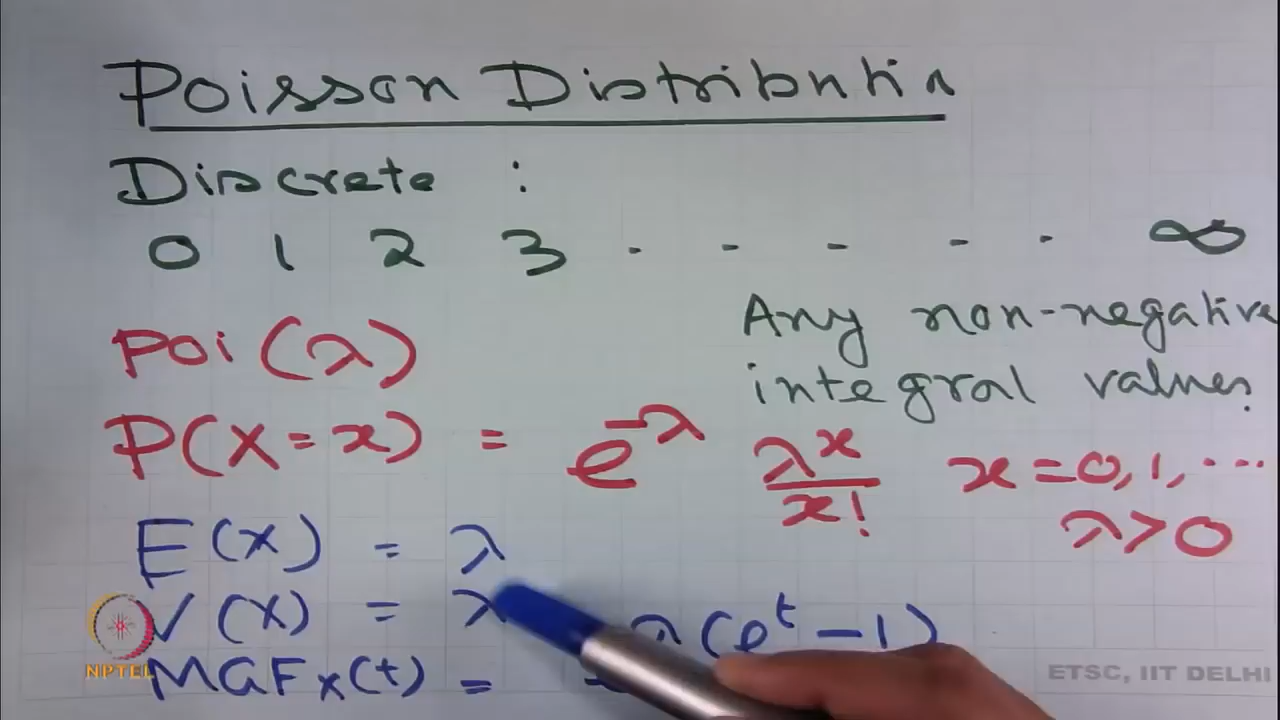 Poisson Distribution
Discrete :
0 1 2 3 . - - - . ∞
Any non-negative
integral values.
Poi (λ)
P(X=x) = e^-λ λ^x/x! x=0,1,...
λ>0
E(X) = λ
V(X) = λ
MGFx(t) = λ(e^t -1)
NPTEL
ETSC, IIT DELHI